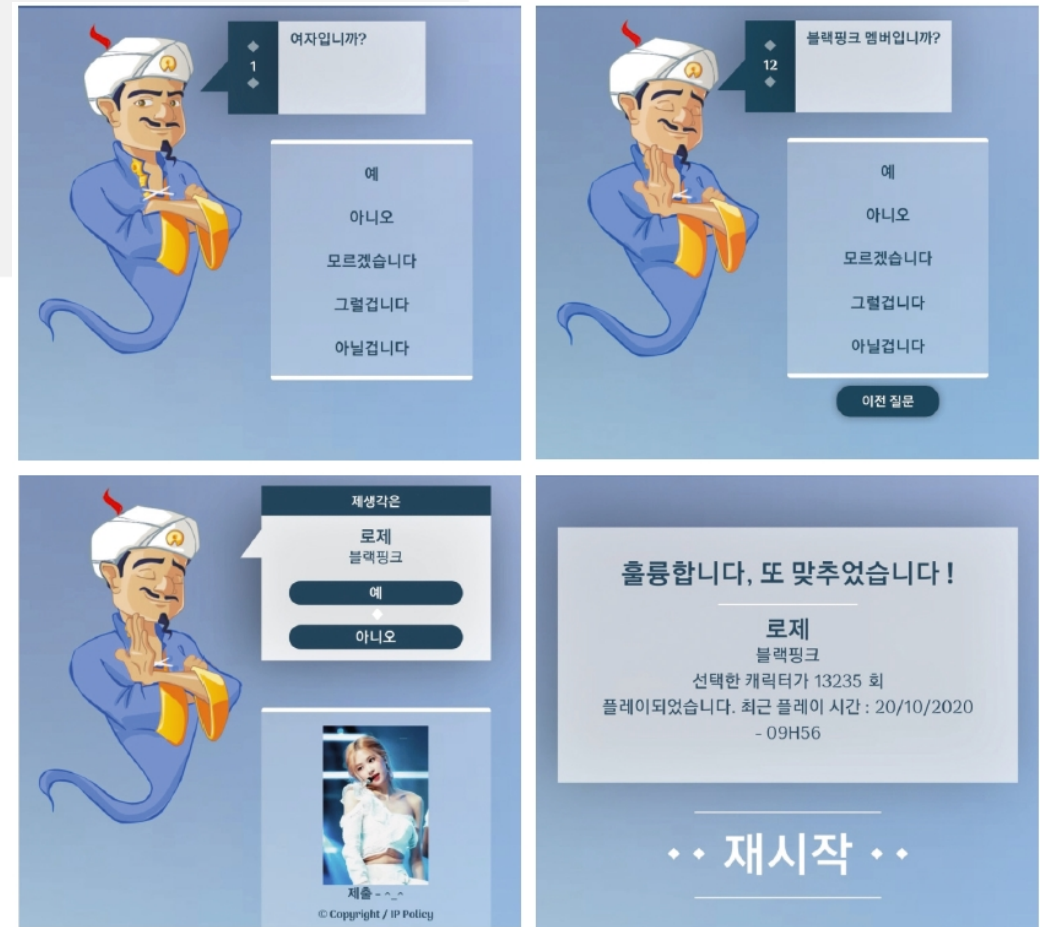 여자입니까?
1
예
아니오
모르겠습니다
그럴겁니다
아닐겁니다
블랙핑크 멤버입니까?
12
예
아니오
모르겠습니다
그럴겁니다
아닐겁니다
이전 질문
제생각은
로제
블랙핑크
예
아니오
제출 - ^_^
© Copyright / IP Policy
훌륭합니다, 또 맞추었습니다 !
로제
블랙핑크
선택한 캐릭터가 13235 회
플레이되었습니다. 최근 플레이 시간 : 20/10/2020
- 09H56
재시작